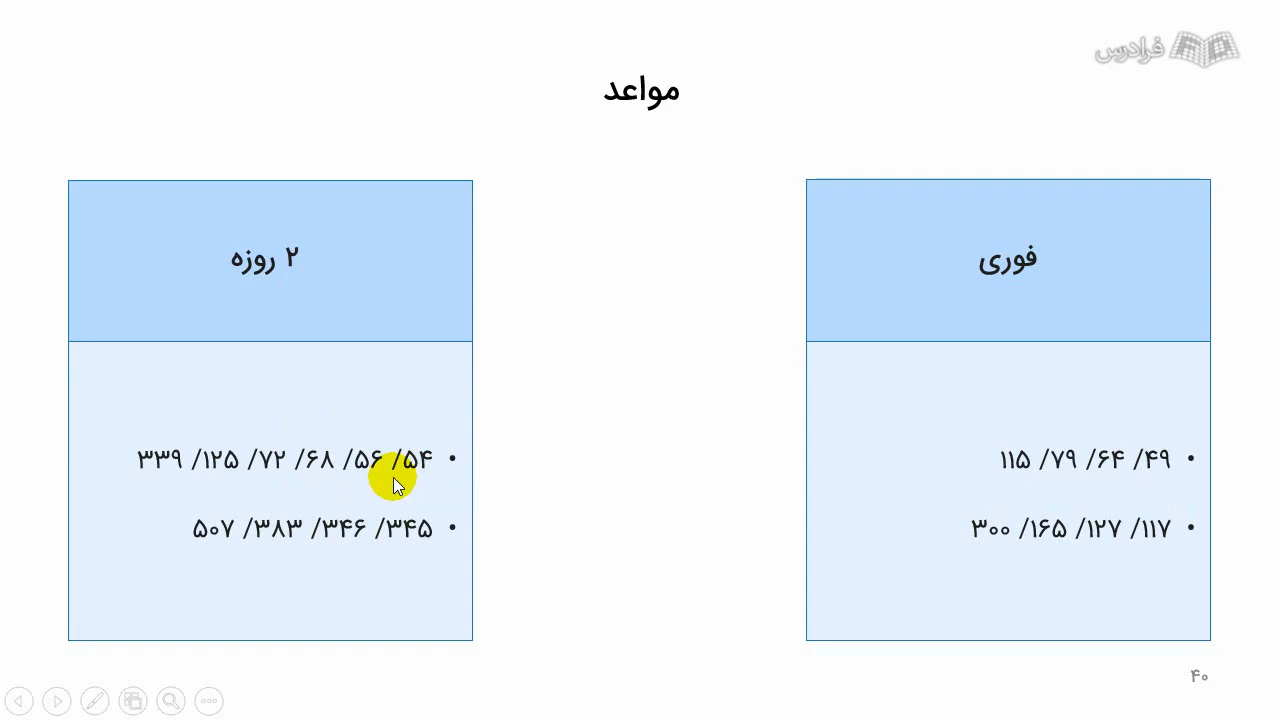 فرادرس
مواعد
فوری
• ۴۹/ ۶۴/ ۷۹/ ۱۱۵
• ۱۱۷/ ۱۲۷/ ۱۶۵/ ۳۰۰
۲ روزه
• ۵۴/ ۵۶/ ۶۸/ ۷۲/ ۱۲۵/ ۳۳۹
• ۳۴۵/ ۳۴۶/ ۳۸۳/ ۵۰۷
۴۰